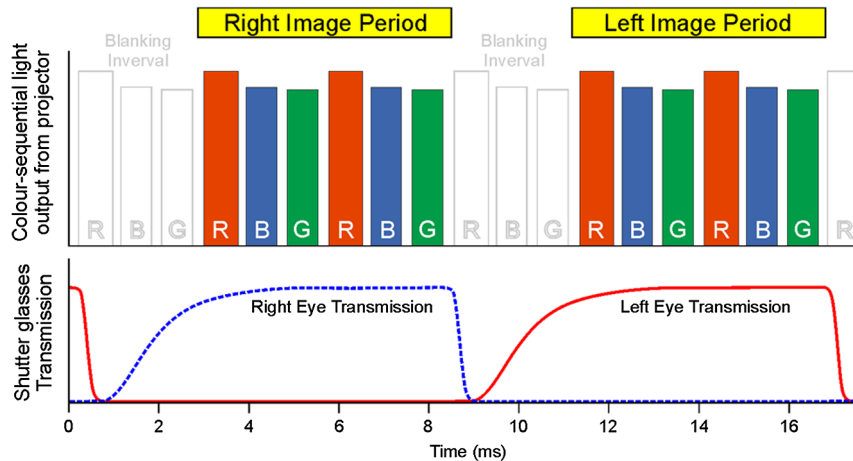 Right Image Period
Left Image Period
Blanking
Inverval
Blanking
Inverval
Colour-sequential light
output from projector
R B G R B G R B G R B G R B G R B G R
Shutter glasses
Transmission
Right Eye Transmission
Left Eye Transmission
0 2 4 6 8 10 12 14 16
Time (ms)